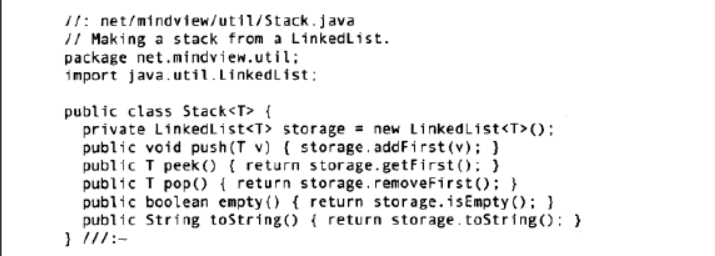 //: net/mindview/util/Stack.java
// Making a stack from a LinkedList.
package net.mindview.util;
import java.util.LinkedList;
public class Stack<T> {
private LinkedList<T> storage = new LinkedList<T>();
public void push(T v) { storage.addFirst(v); }
public T peek() { return storage.getFirst(); }
public T pop() { return storage.removeFirst(); }
public boolean empty() { return storage.isEmpty(); }
public String toString() { return storage.toString(); }
} ///:~